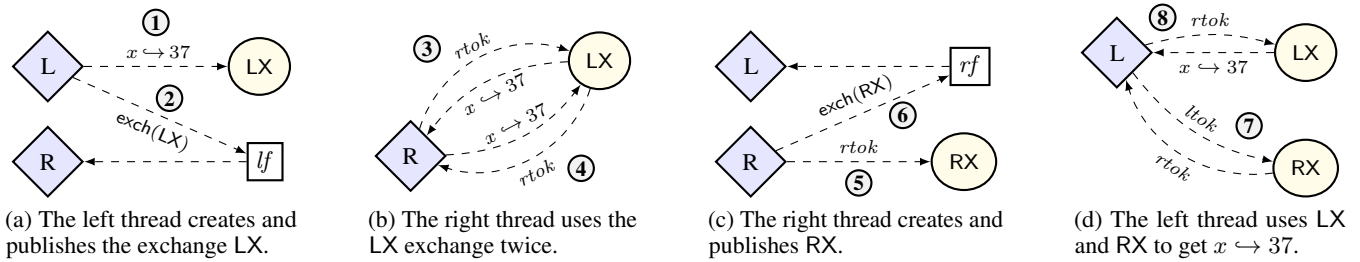 ①
L
x ↪ 37
LX
②
exch(LX)
R
lf
(a) The left thread creates and
publishes the exchange LX.
③
rtok
LX
x ↪ 37
x ↪ 37
R
rtok
④
(b) The right thread uses the
LX exchange twice.
L
rf
exch(RX)
⑥
R
rtok
RX
⑤
(c) The right thread creates and
publishes RX.
⑧
rtok
L
LX
x ↪ 37
ltok
⑦
RX
rtok
(d) The left thread uses LX
and RX to get x ↪ 37.